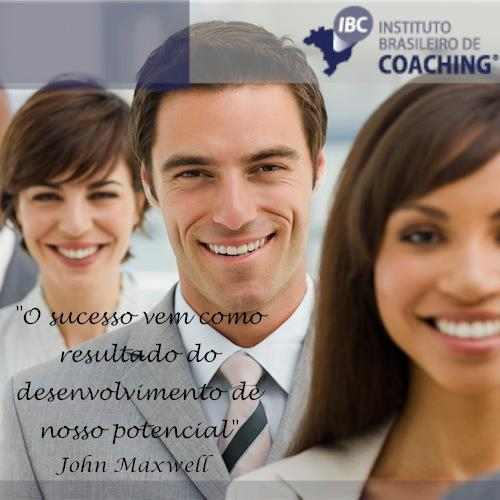 IBC
INSTITUTO
BRASILEIRO DE
COACHING®
"O sucesso vem como
resultado do
desenvolvimento de
nosso potencial"
John Maxwell